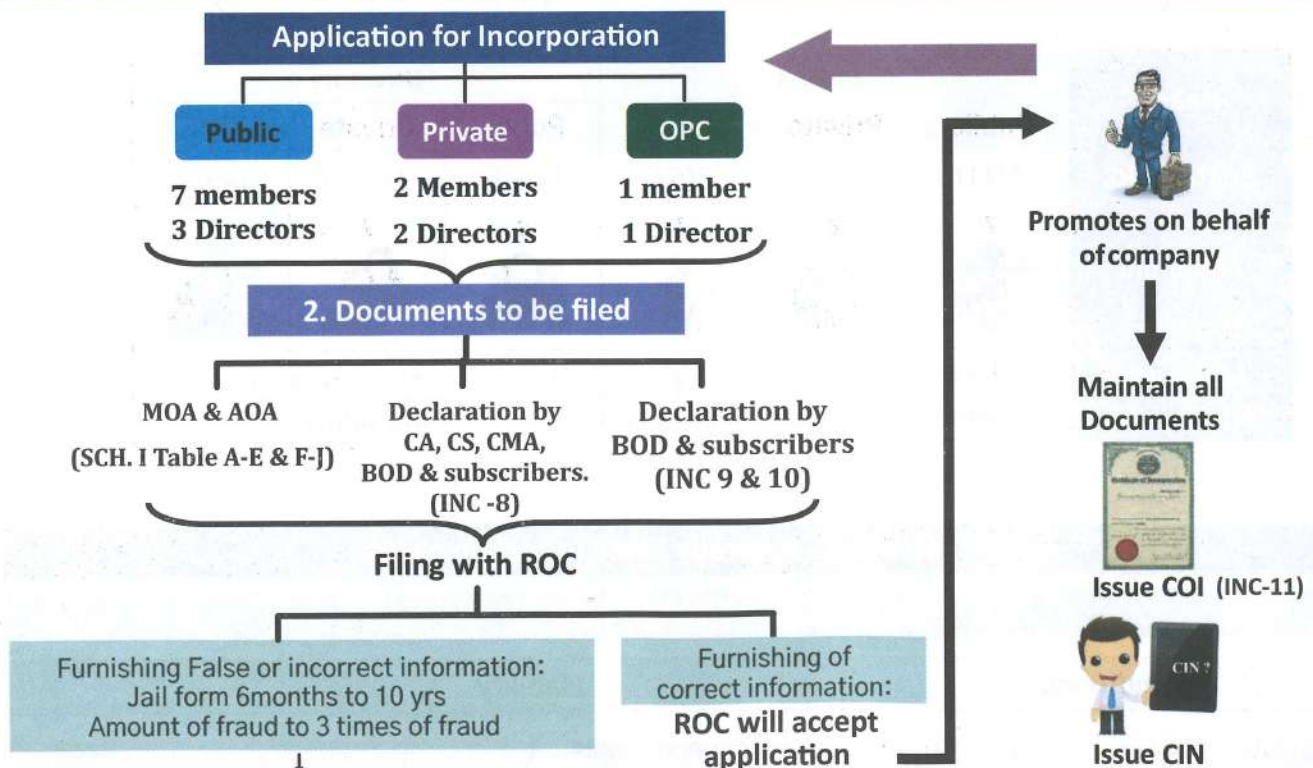 Application for Incorporation
Public
Private
OPC
7 members
3 Directors
2 Members
2 Directors
1 member
1 Director
2. Documents to be filed
MOA & AOA
(SCH. I Table A-E & F-J)
Declaration by
CA, CS, CMA,
BOD & subscribers.
(INC -8)
Declaration by
BOD & subscribers
(INC 9 & 10)
Filing with ROC
Furnishing False or incorrect information:
Jail form 6months to 10 yrs
Amount of fraud to 3 times of fraud
Furnishing of
correct information:
ROC will accept
application
Promotes on behalf
of company
Maintain all
Documents
Certificate of Incorporation
Issue COI (INC-11)
CIN ?
Issue CIN